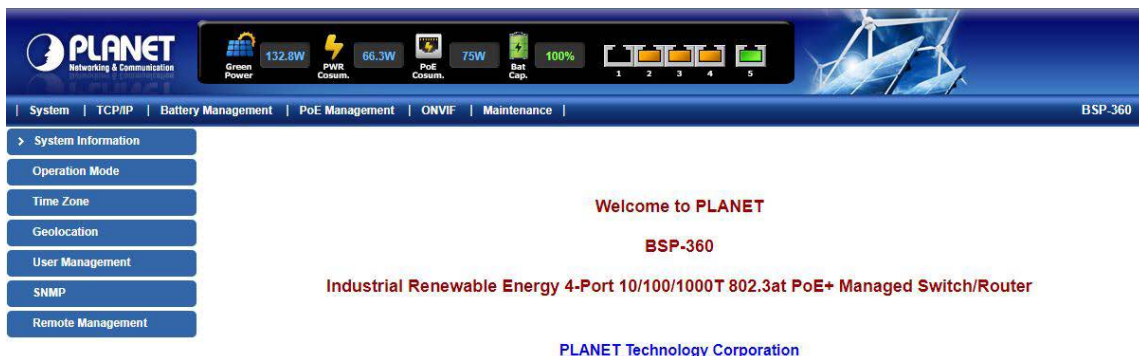 PLANET
Networking & Communication
Green Power 132.8W PWR Cosum. 66.3W PoE Cosum. 75W Bat Cap. 100%
1 2 3 4 5
| System | TCP/IP | Battery Management | PoE Management | ONVIF | Maintenance | BSP-360
> System Information
Operation Mode
Time Zone
Geolocation
User Management
SNMP
Remote Management
Welcome to PLANET
BSP-360
Industrial Renewable Energy 4-Port 10/100/1000T 802.3at PoE+ Managed Switch/Router
PLANET Technology Corporation